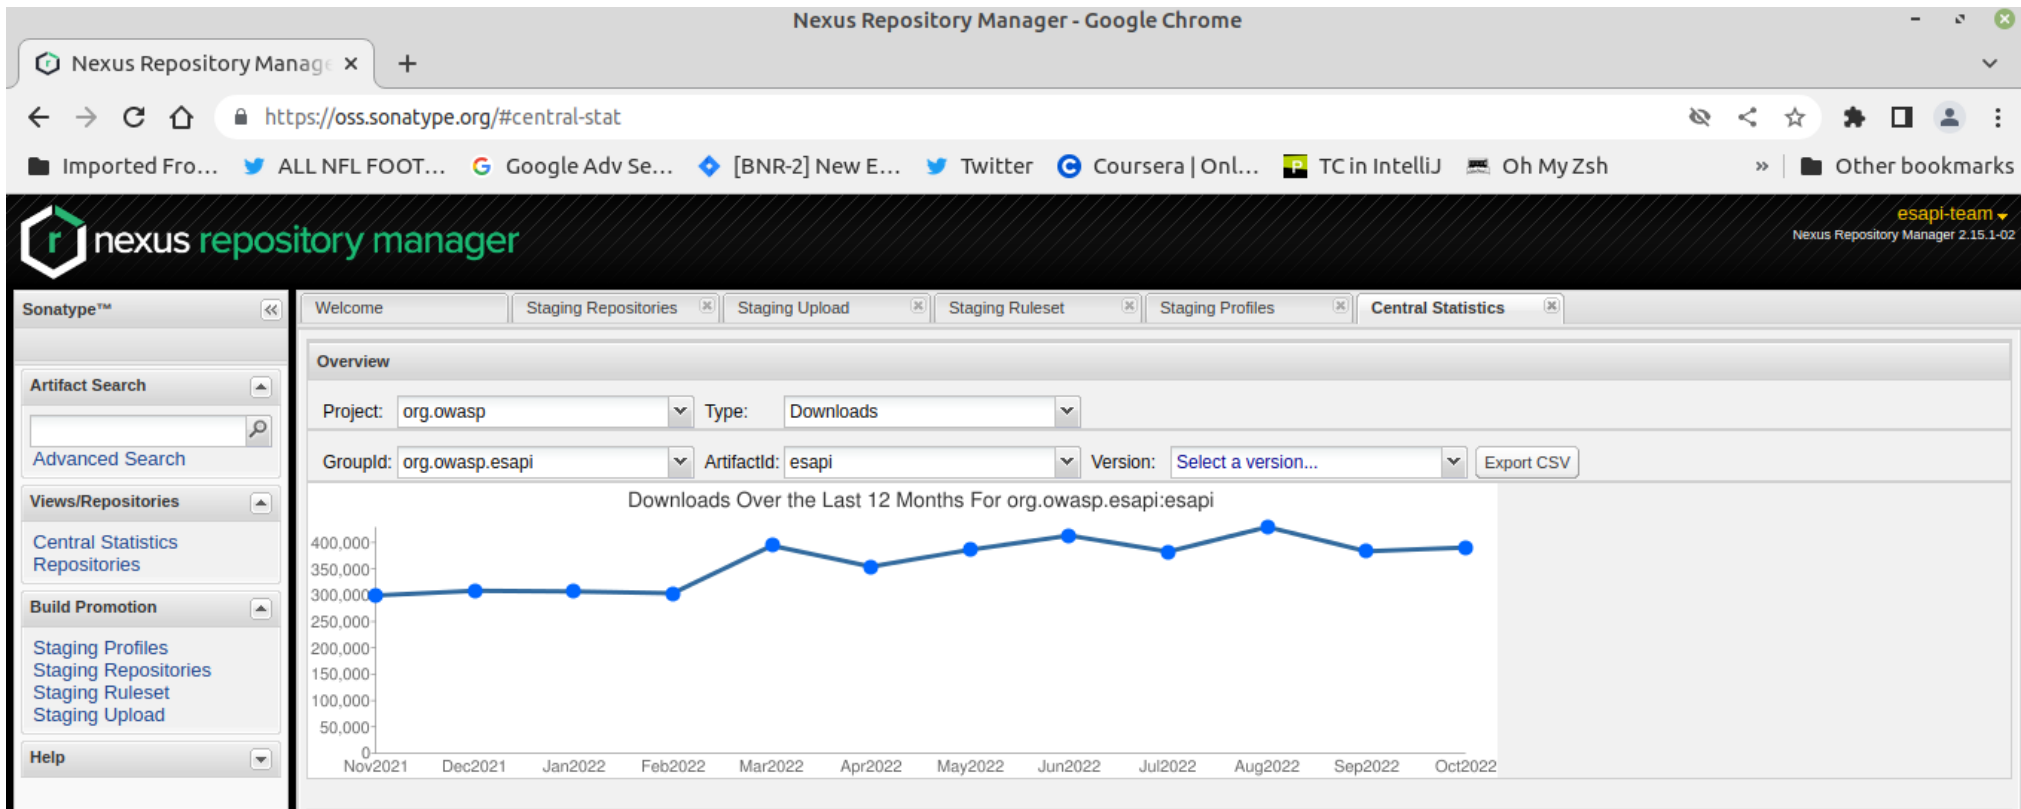 Nexus Repository Manager - Google Chrome
Nexus Repository Manage
https://oss.sonatype.org/#central-stat
Imported Fro... ALL NFL FOOT... Google Adv Se... [BNR-2] New E... Twitter Coursera | Onl... TC in IntelliJ Oh My Zsh » Other bookmarks
nexus repository manager
esapi-team
Nexus Repository Manager 2.15.1-02
Sonatype™
Welcome Staging Repositories Staging Upload Staging Ruleset Staging Profiles Central Statistics
Artifact Search
Advanced Search
Views/Repositories
Central Statistics
Repositories
Build Promotion
Staging Profiles
Staging Repositories
Staging Ruleset
Staging Upload
Help
Overview
Project: org.owasp Type: Downloads
GroupId: org.owasp.esapi ArtifactId: esapi Version: Select a version... Export CSV
Downloads Over the Last 12 Months For org.owasp.esapi:esapi
400,000
350,000
300,000
250,000
200,000
150,000
100,000
50,000
0
Nov2021 Dec2021 Jan2022 Feb2022 Mar2022 Apr2022 May2022 Jun2022 Jul2022 Aug2022 Sep2022 Oct2022